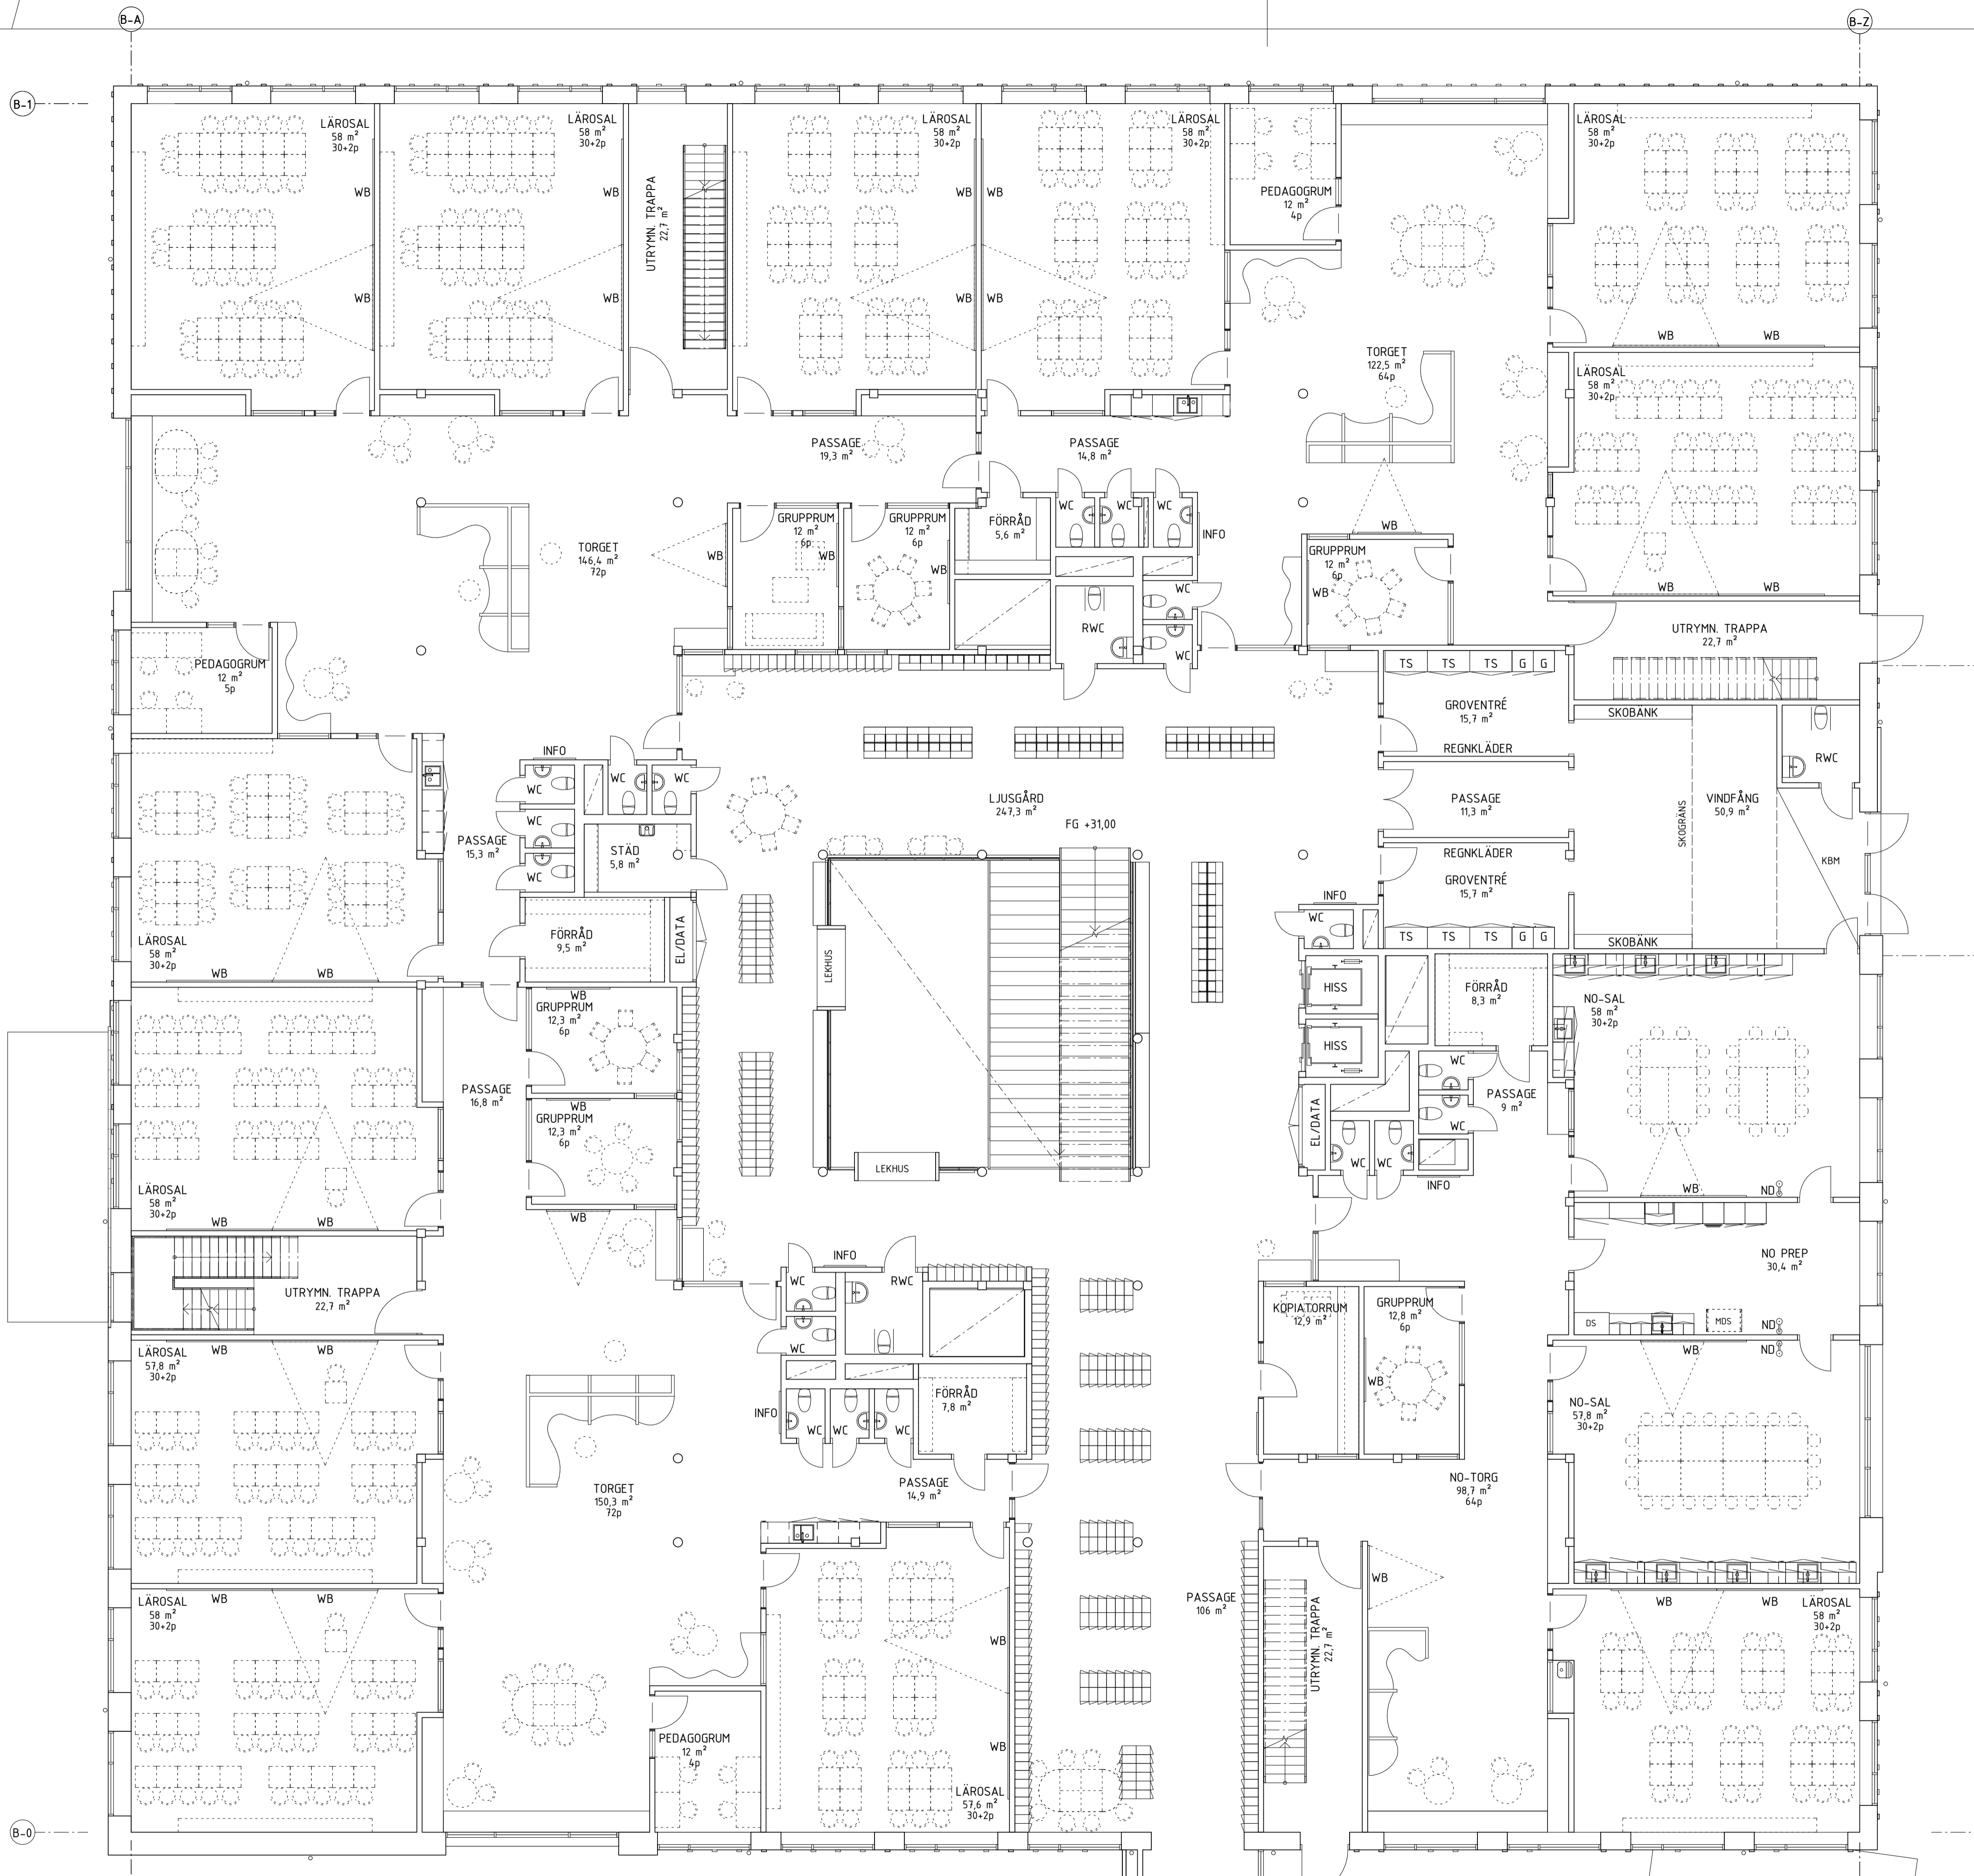 B-A
B-Z
B-1
LÄROSAL
58 m²
30+2p
WB
WB
LÄROSAL
58 m²
30+2p
WB
WB
UTRYMN. TRAPPA
22,7 m²
LÄROSAL
58 m²
30+2p
WB
WB
LÄROSAL
58 m²
30+2p
WB
WB
PEDAGOGRUM
12 m²
4p
LÄROSAL
58 m²
30+2p
WB
WB
TORGET
122,5 m²
64p
LÄROSAL
58 m²
30+2p
WB
WB
PASSAGE
19,3 m²
PASSAGE
14,8 m²
TORGET
146,4 m²
72p
WB
GRUPPRUM
12 m²
6p
WB
GRUPPRUM
12 m²
6p
WB
FÖRRÅD
5,6 m²
WC
WC
WC
INFO
WC
WC
RWC
WB
GRUPPRUM
12 m²
6p
WB
UTRYMN. TRAPPA
22,7 m²
PEDAGOGRUM
12 m²
5p
TS
TS
TS
G
G
GROVENTRÉ
15,7 m²
REGNKLÄDER
SKOBÄNK
RWC
INFO
WC
WC
WC
WC
WC
PASSAGE
15,3 m²
STÄD
5,8 m²
LJUSGÅRD
247,3 m²
FG +31,00
PASSAGE
11,3 m²
SKOGRÄNS
VINDFÅNG
50,9 m²
KBM
REGNKLÄDER
GROVENTRÉ
15,7 m²
TS
TS
TS
G
G
SKOBÄNK
LÄROSAL
58 m²
30+2p
WB
WB
FÖRRÅD
9,5 m²
EL/DATA
LEKHUS
INFO
WC
HISS
HISS
FÖRRÅD
8,3 m²
NO-SAL
58 m²
30+2p
WB
GRUPPRUM
12,3 m²
6p
PASSAGE
16,8 m²
WB
GRUPPRUM
12,3 m²
6p
WB
WC
WC
PASSAGE
9 m²
EL/DATA
WC
WC
INFO
WB
ND
LEKHUS
LÄROSAL
58 m²
30+2p
WB
WB
UTRYMN. TRAPPA
22,7 m²
INFO
WC
RWC
WC
NO PREP
30,4 m²
DS
MDS
ND
KOPIATORRUM
12,9 m²
GRUPPRUM
12,8 m²
6p
WB
LÄROSAL
57,8 m²
30+2p
WB
WB
INFO
WC
WC
WC
FÖRRÅD
7,8 m²
WB
ND
NO-SAL
57,8 m²
30+2p
TORGET
150,3 m²
72p
PASSAGE
14,9 m²
NO-TORG
98,7 m²
64p
LÄROSAL
58 m²
30+2p
WB
WB
PASSAGE
106 m²
UTRYMN. TRAPPA
22,7 m²
WB
WB
WB
LÄROSAL
58 m²
30+2p
WB
WB
PEDAGOGRUM
12 m²
4p
LÄROSAL
57,6 m²
30+2p
B-0